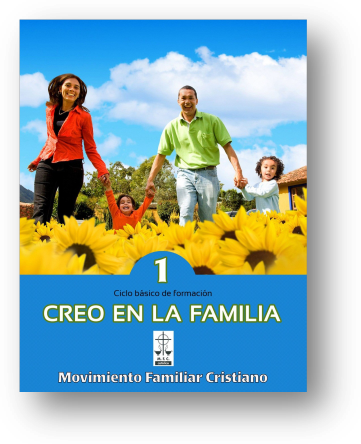 1
Ciclo básico de formación
CREO EN LA FAMILIA
M.F.C.
Movimiento Familiar Cristiano